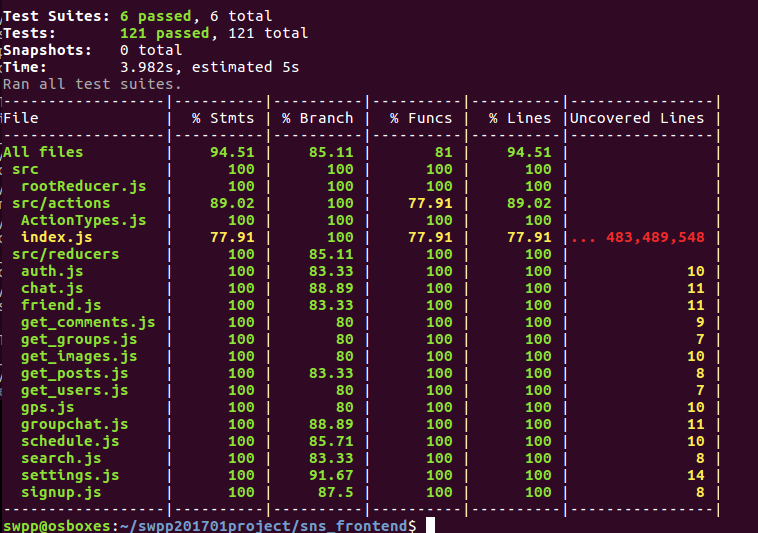 Test Suites: 6 passed, 6 total
Tests:       121 passed, 121 total
Snapshots:   0 total
Time:        3.982s, estimated 5s
Ran all test suites.
------------------|----------|----------|----------|----------|----------------|
File              |  % Stmts | % Branch |  % Funcs |  % Lines |Uncovered Lines |
------------------|----------|----------|----------|----------|----------------|
All files         |    94.51 |    85.11 |       81 |    94.51 |                |
 src              |      100 |      100 |      100 |      100 |                |
  rootReducer.js  |      100 |      100 |      100 |      100 |                |
 src/actions      |    89.02 |      100 |    77.91 |    89.02 |                |
  ActionTypes.js  |      100 |      100 |      100 |      100 |                |
  index.js        |    77.91 |      100 |    77.91 |    77.91 |... 483,489,548 |
 src/reducers     |      100 |    85.11 |      100 |      100 |                |
  auth.js         |      100 |    83.33 |      100 |      100 |             10 |
  chat.js         |      100 |    88.89 |      100 |      100 |             11 |
  friend.js       |      100 |    83.33 |      100 |      100 |             11 |
  get_comments.js |      100 |       80 |      100 |      100 |              9 |
  get_groups.js   |      100 |       80 |      100 |      100 |              7 |
  get_images.js   |      100 |       80 |      100 |      100 |             10 |
  get_posts.js    |      100 |    83.33 |      100 |      100 |              8 |
  get_users.js    |      100 |       80 |      100 |      100 |              7 |
  gps.js          |      100 |       80 |      100 |      100 |             10 |
  groupchat.js    |      100 |    88.89 |      100 |      100 |             11 |
  schedule.js     |      100 |    85.71 |      100 |      100 |             10 |
  search.js       |      100 |    83.33 |      100 |      100 |              8 |
  settings.js     |      100 |    91.67 |      100 |      100 |             14 |
  signup.js       |      100 |     87.5 |      100 |      100 |              8 |
------------------|----------|----------|----------|----------|----------------|
swpp@osboxes:~/swpp201701project/sns_frontend$